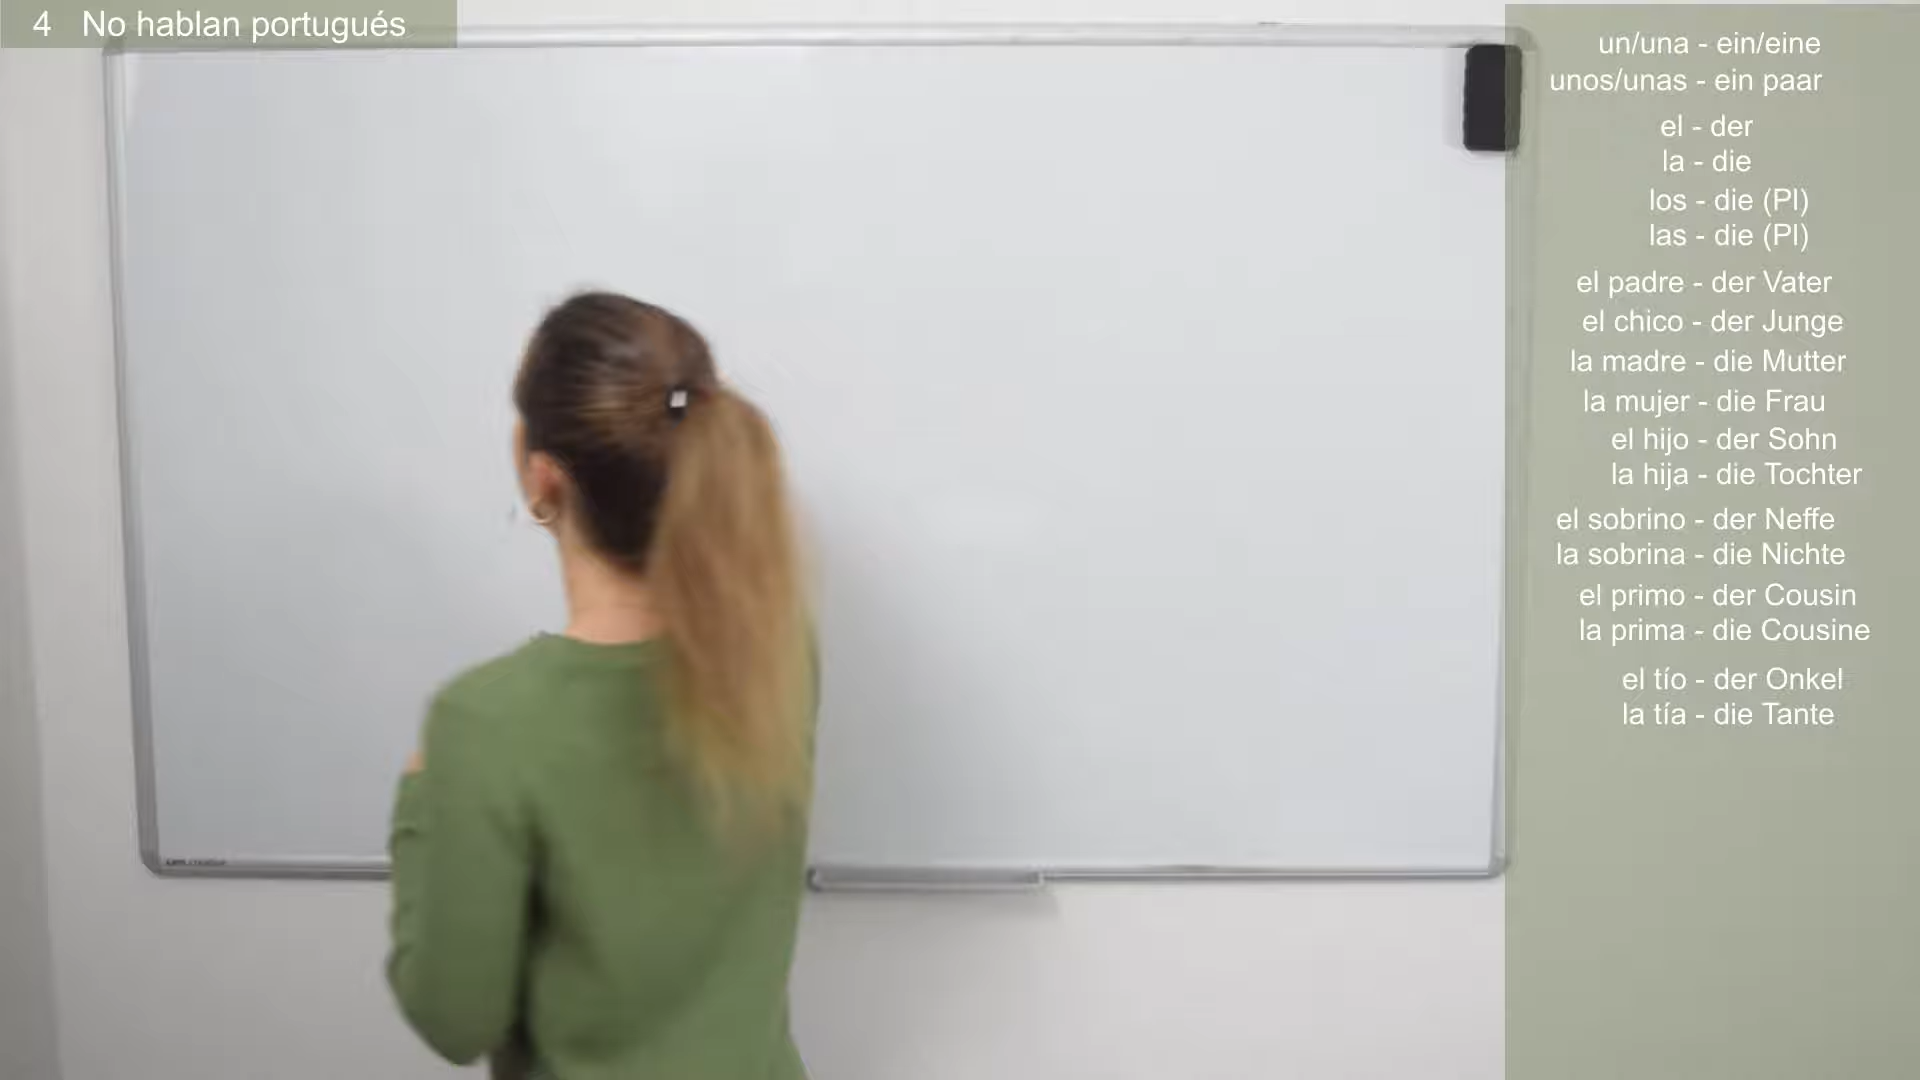 4 No hablan portugués
un/una - ein/eine
unos/unas - ein paar
el - der
la - die
los - die (Pl)
las - die (Pl)
el padre - der Vater
el chico - der Junge
la madre - die Mutter
la mujer - die Frau
el hijo - der Sohn
la hija - die Tochter
el sobrino - der Neffe
la sobrina - die Nichte
el primo - der Cousin
la prima - die Cousine
el tío - der Onkel
la tía - die Tante